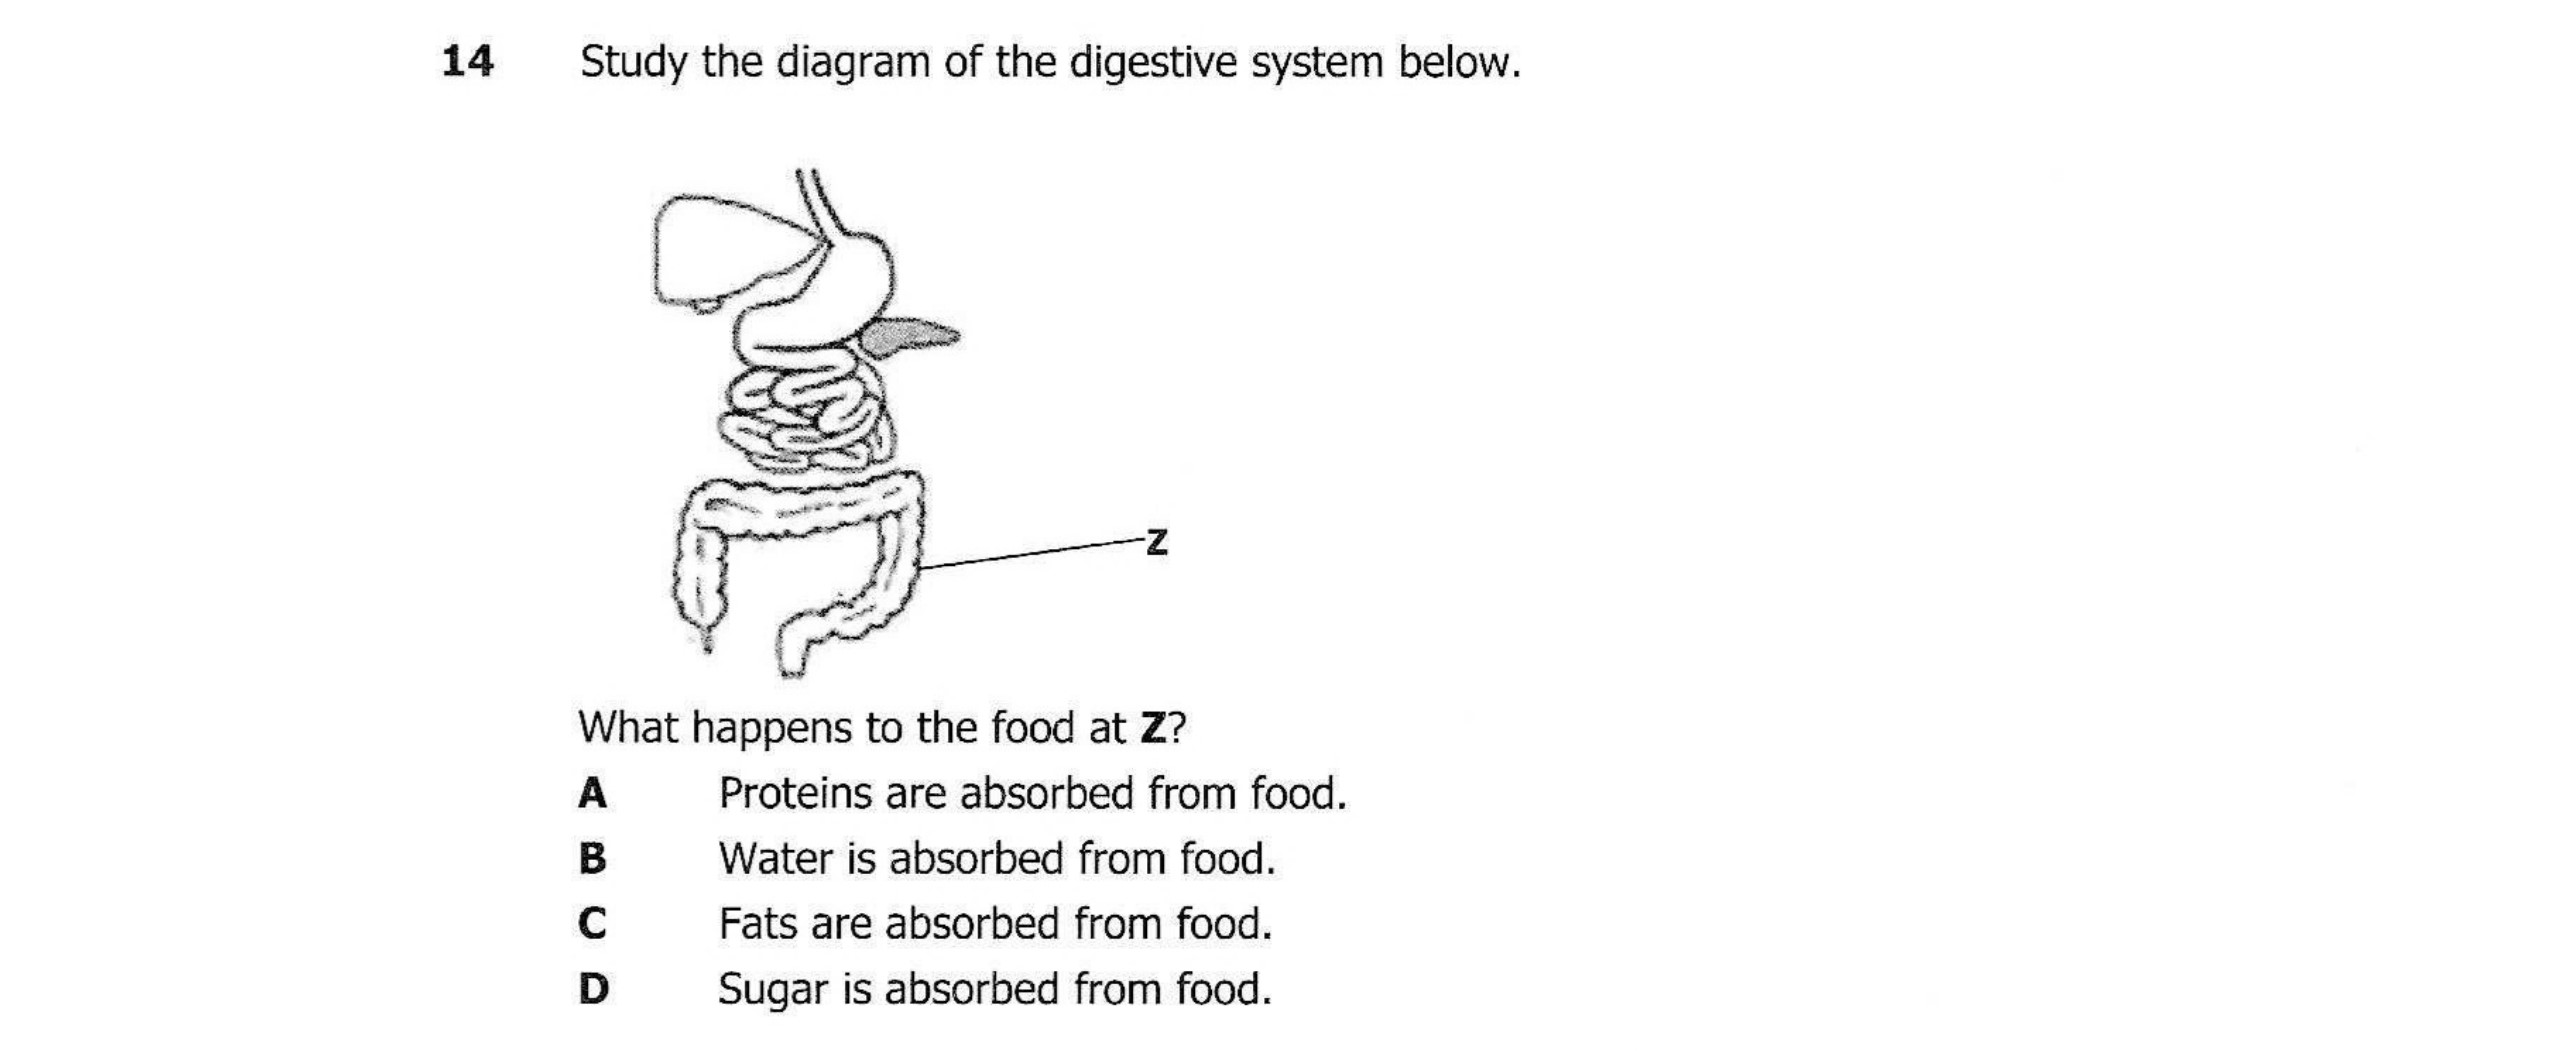 14 Study the diagram of the digestive system below.
Z
What happens to the food at Z?
A Proteins are absorbed from food.
B Water is absorbed from food.
C Fats are absorbed from food.
D Sugar is absorbed from food.